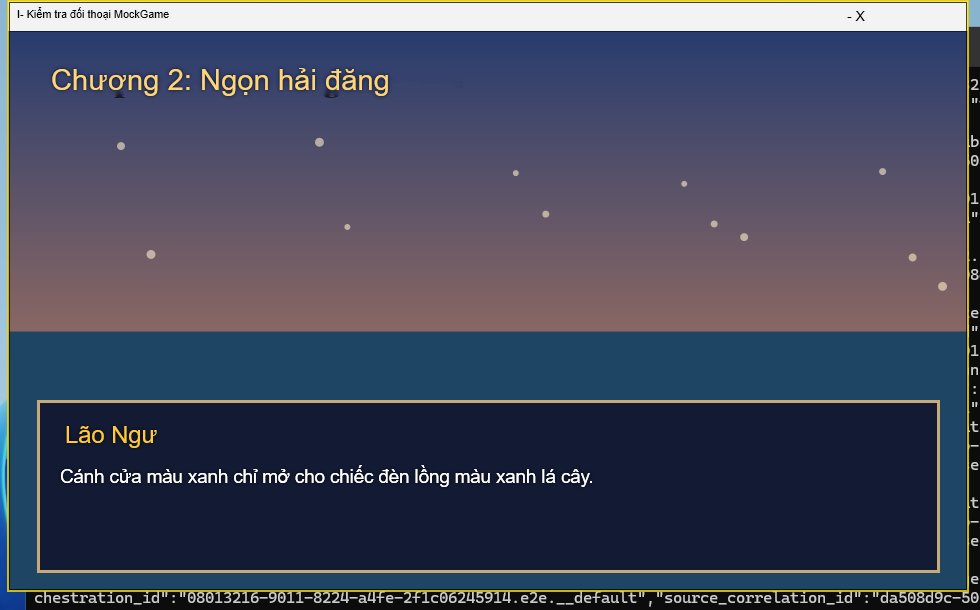 I- Kiểm tra đối thoại MockGame
- X
Chương 2: Ngọn hải đăng
Lão Ngư
Cánh cửa màu xanh chỉ mở cho chiếc đèn lồng màu xanh lá cây.
chestration_id":"08013216-9011-8224-a4fe-2f1c06245914.e2e.__default","source_correlation_id":"da508d9c-5